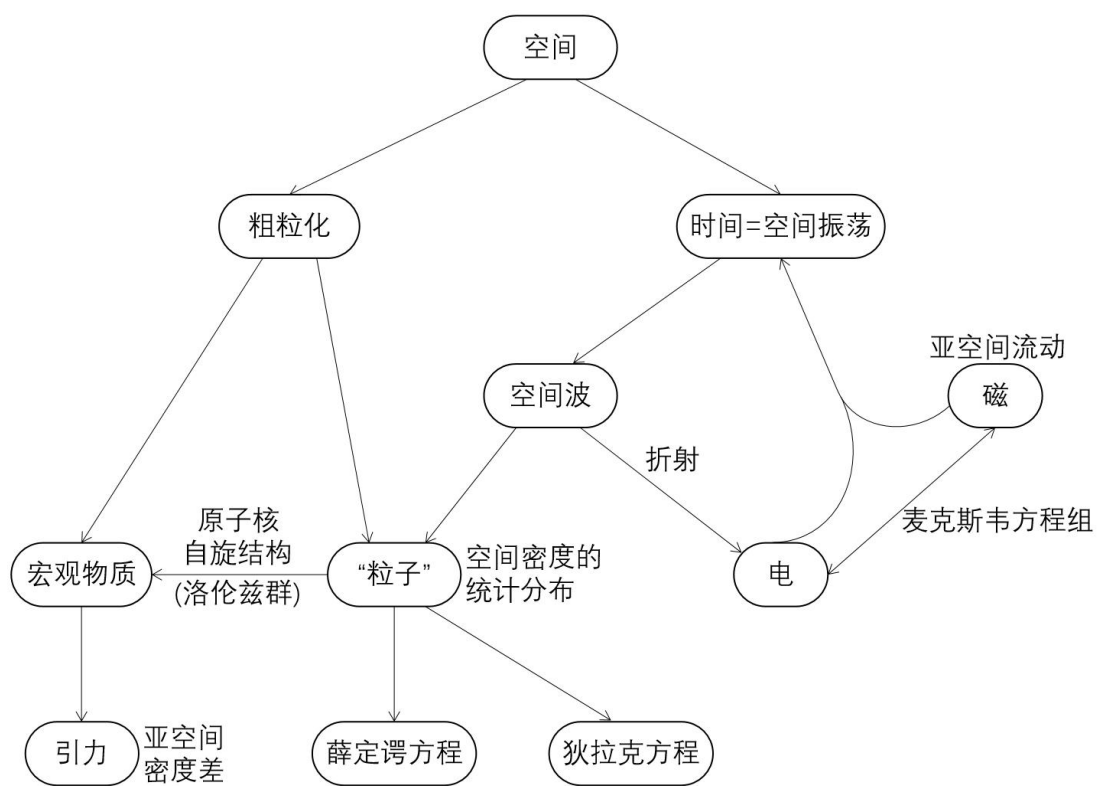 空间
粗粒化
时间=空间振荡
亚空间流动
空间波
磁
折射
原子核
自旋结构
(洛伦兹群)
麦克斯韦方程组
宏观物质
“粒子”
空间密度的
统计分布
电
引力
亚空间
密度差
薛定谔方程
狄拉克方程